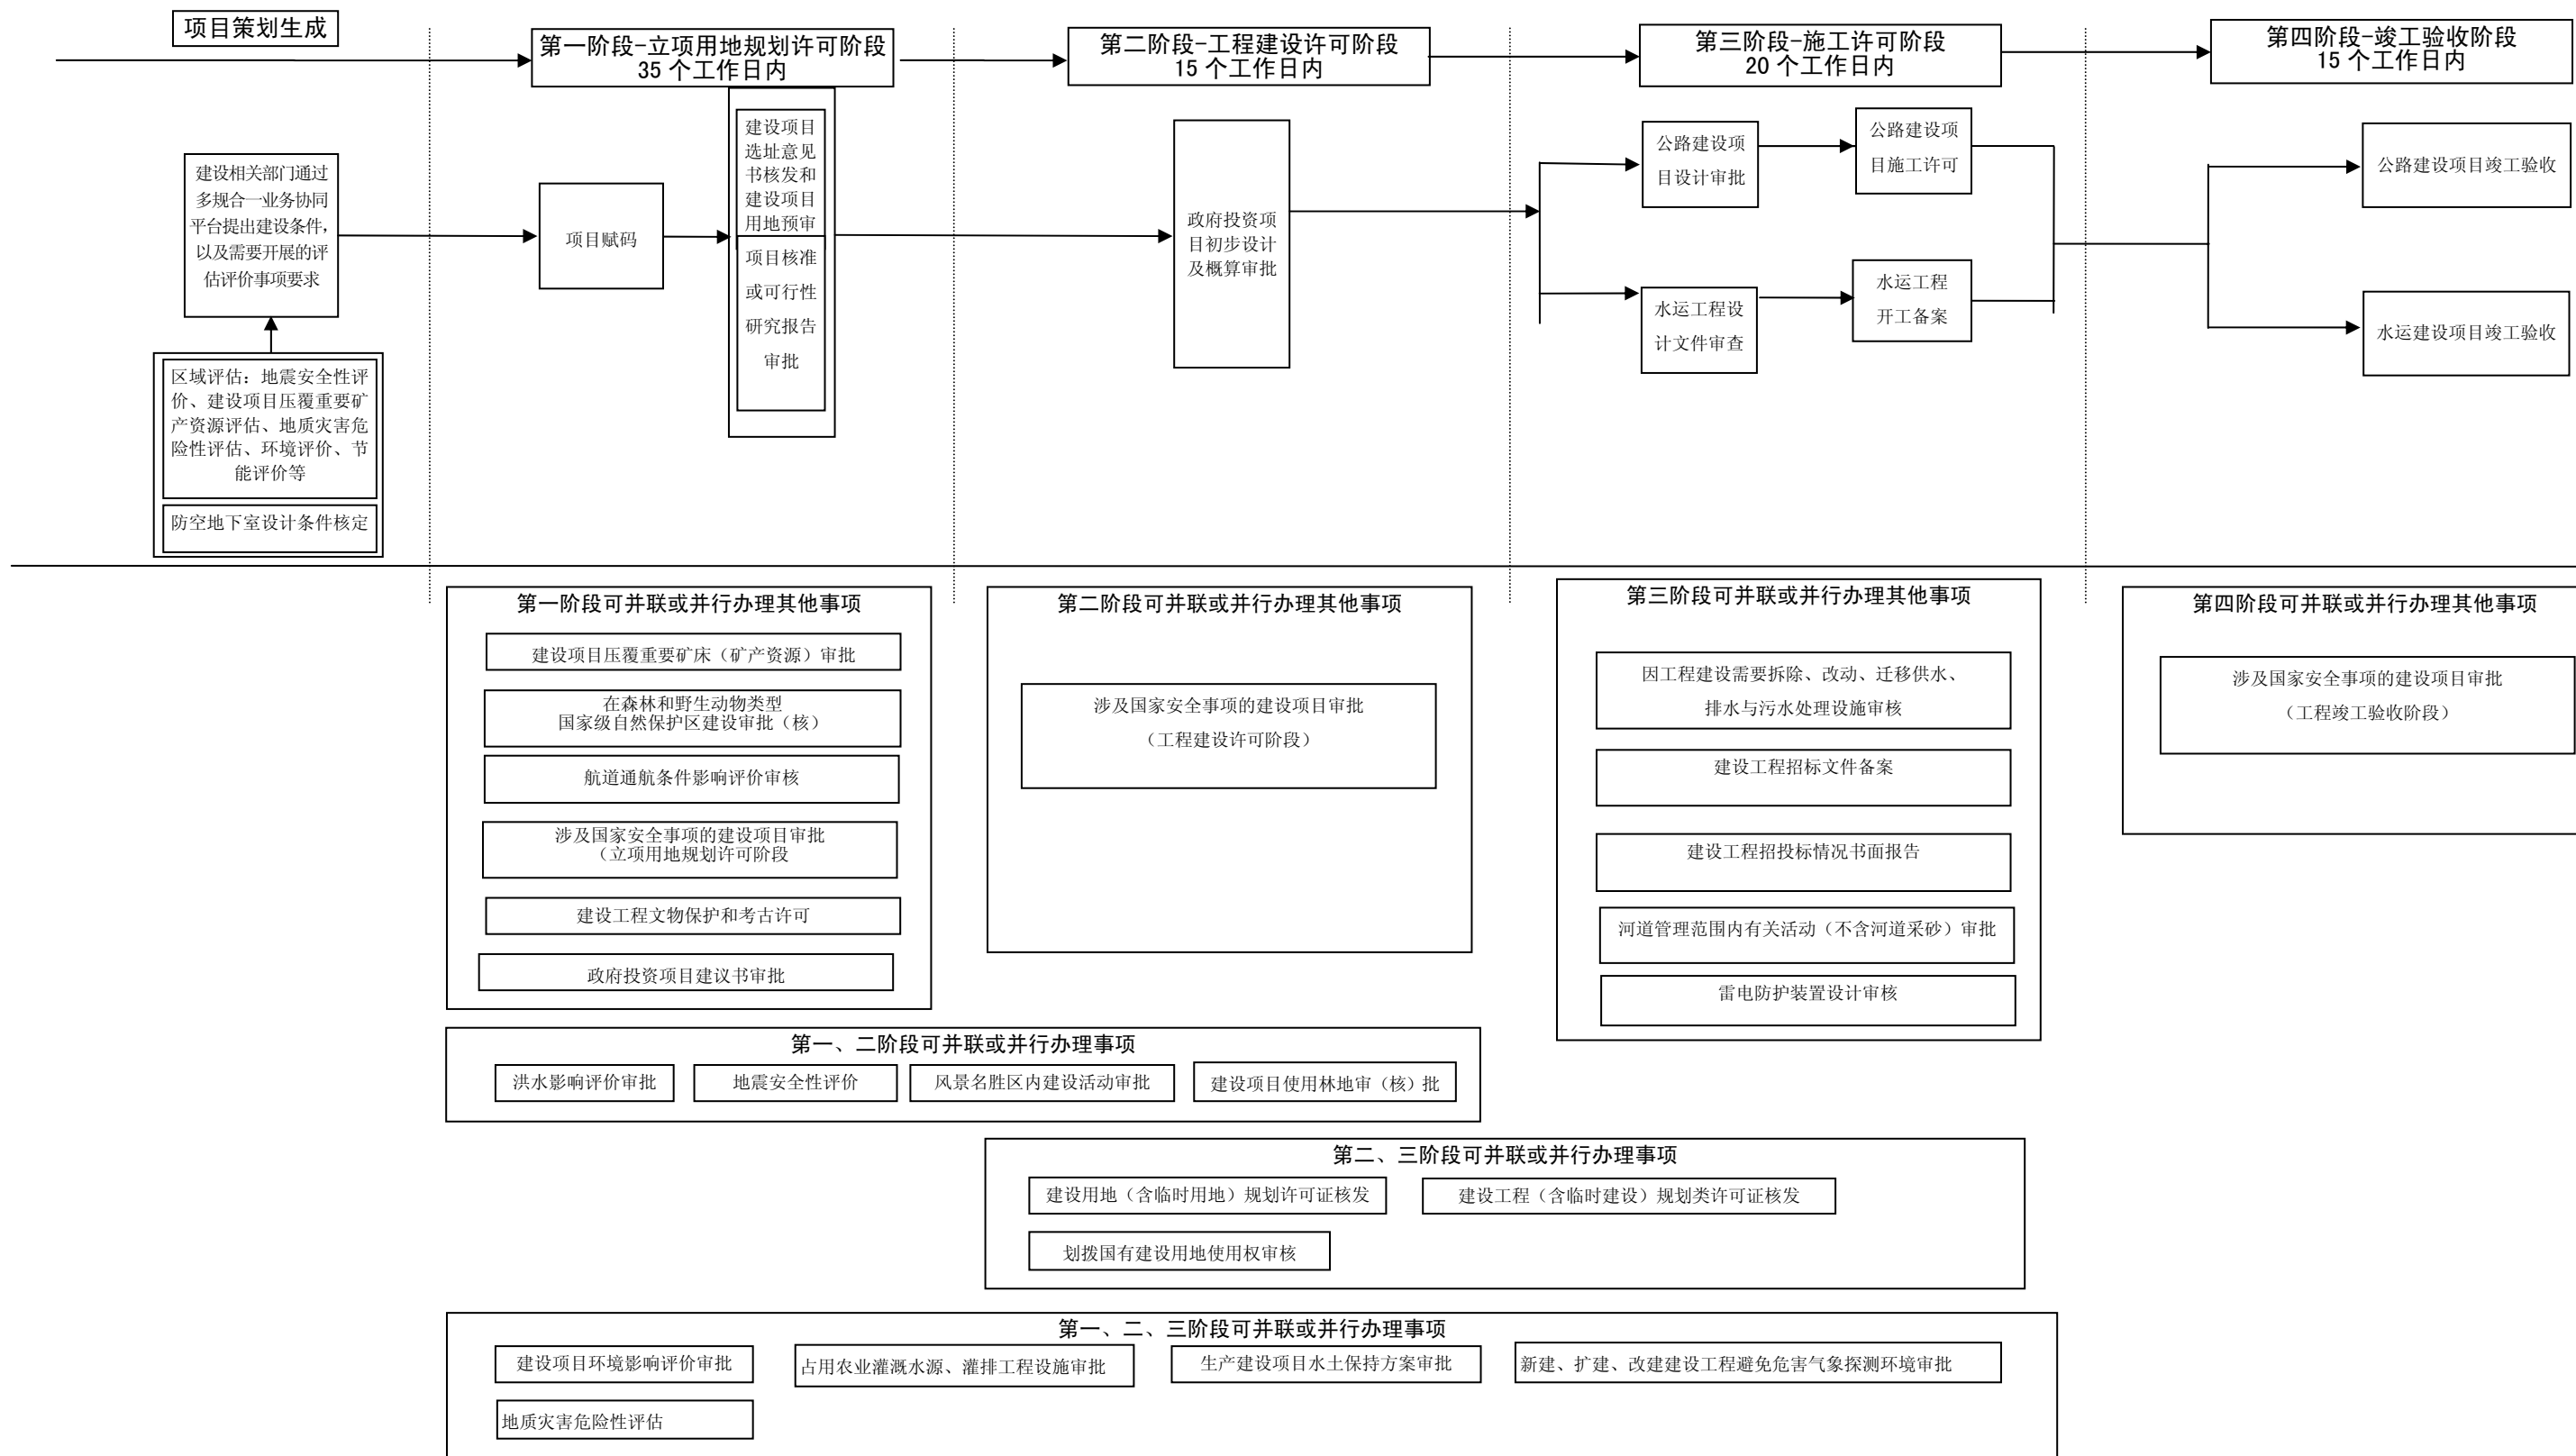 项目策划生成
第一阶段-立项用地规划许可阶段
35 个工作日内
第二阶段-工程建设许可阶段
15 个工作日内
第三阶段-施工许可阶段
20 个工作日内
第四阶段-竣工验收阶段
15 个工作日内
建设相关部门通过
多规合一业务协同
平台提出建设条件,
以及需要开展的评
估评价事项要求
区域评估：地震安全性评
价、建设项目压覆重要矿
产资源评估、地质灾害危
险性评估、环境评价、节
能评价等
防空地下室设计条件核定
项目赋码
建设项目
选址意见
书核发和
建设项目
用地预审
项目核准
或可行性
研究报告
审批
政府投资项
目初步设计
及概算审批
公路建设项
目设计审批
公路建设项
目施工许可
水运工程设
计文件审查
水运工程
开工备案
公路建设项目竣工验收
水运建设项目竣工验收
第一阶段可并联或并行办理其他事项
建设项目压覆重要矿床（矿产资源）审批
在森林和野生动物类型
国家级自然保护区建设审批（核）
航道通航条件影响评价审核
涉及国家安全事项的建设项目审批
（立项用地规划许可阶段
建设工程文物保护和考古许可
政府投资项目建议书审批
第二阶段可并联或并行办理其他事项
涉及国家安全事项的建设项目审批
（工程建设许可阶段）
第三阶段可并联或并行办理其他事项
因工程建设需要拆除、改动、迁移供水、
排水与污水处理设施审核
建设工程招标文件备案
建设工程招投标情况书面报告
河道管理范围内有关活动（不含河道采砂）审批
雷电防护装置设计审核
第四阶段可并联或并行办理其他事项
涉及国家安全事项的建设项目审批
（工程竣工验收阶段）
第一、二阶段可并联或并行办理事项
洪水影响评价审批
地震安全性评价
风景名胜区内建设活动审批
建设项目使用林地审（核）批
第二、三阶段可并联或并行办理事项
建设用地（含临时用地）规划许可证核发
建设工程（含临时建设）规划类许可证核发
划拨国有建设用地使用权审核
第一、二、三阶段可并联或并行办理事项
建设项目环境影响评价审批
占用农业灌溉水源、灌排工程设施审批
生产建设项目水土保持方案审批
新建、扩建、改建建设工程避免危害气象探测环境审批
地质灾害危险性评估